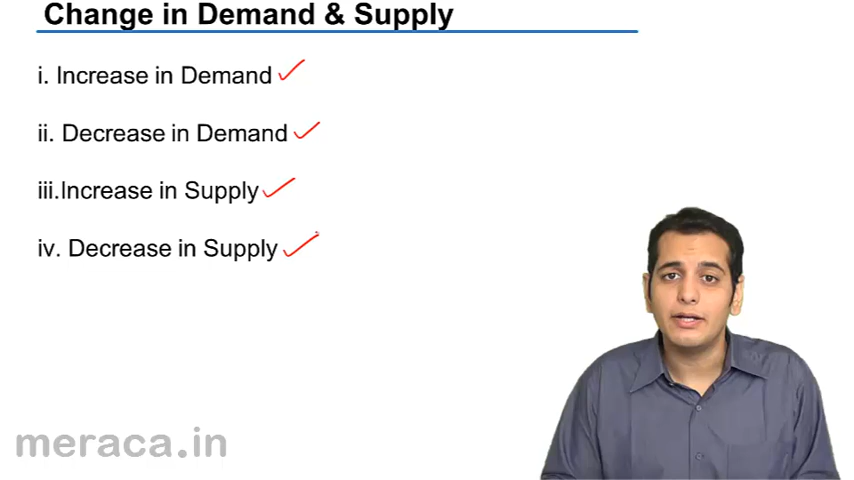 Change in Demand & Supply
i. Increase in Demand
ii. Decrease in Demand
iii.Increase in Supply
iv. Decrease in Supply
meraca.in